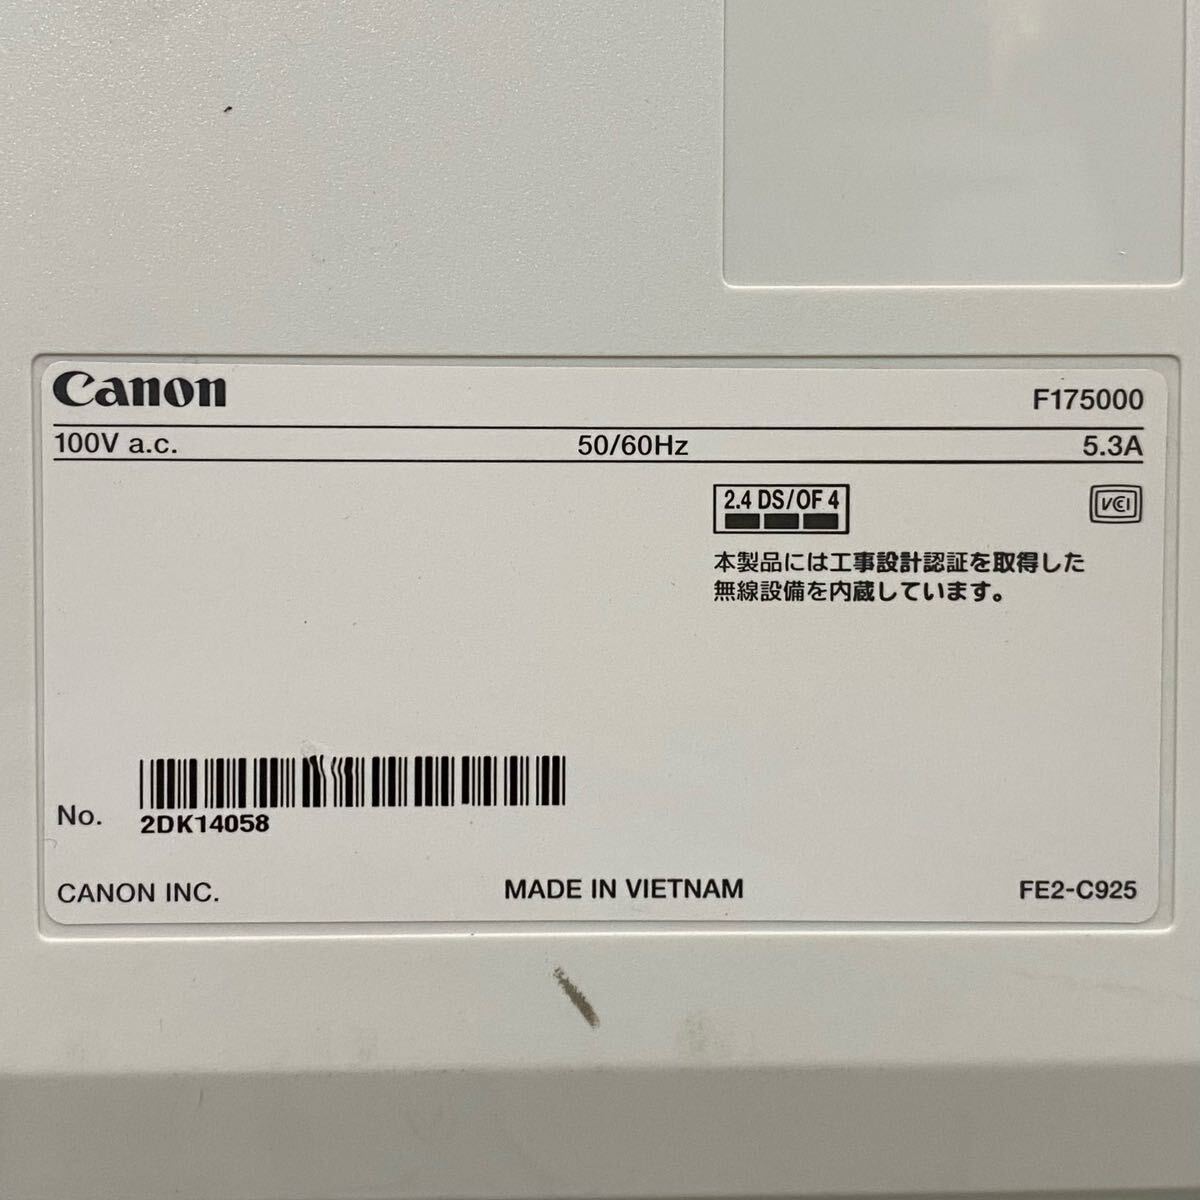 Canon F175000
100V a.c. 50/60Hz 5.3A
2.4 DS/OF 4
VCI
本製品には工事設計認証を取得した
無線設備を内蔵しています。
No. 2DK14058
CANON INC. MADE IN VIETNAM FE2-C925